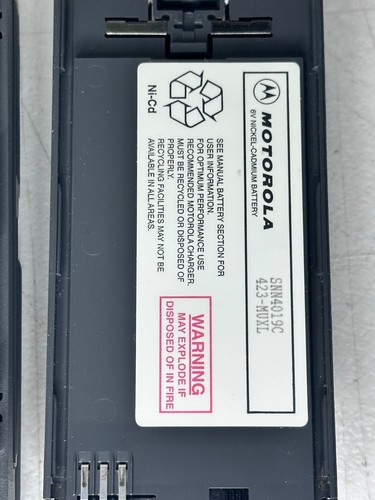 MOTOROLA
6V NICKEL-CADMIUM BATTERY
SNN4019C
423-MUXL
Ni-Cd
SEE MANUAL BATTERY SECTION FOR
USER INFORMATION.
FOR OPTIMUM PERFORMANCE USE
RECOMMENDED MOTOROLA CHARGER.
MUST BE RECYCLED OR DISPOSED OF
PROPERLY.
RECYCLING FACILITIES MAY NOT BE
AVAILABLE IN ALL AREAS.
WARNING
MAY EXPLODE IF
DISPOSED OF IN FIRE